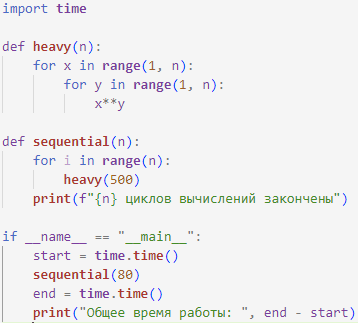 import time
def heavy(n):
    for x in range(1, n):
        for y in range(1, n):
            x**y
def sequential(n):
    for i in range(n):
        heavy(500)
    print(f"{n} циклов вычислений закончены")
if __name__ == "__main__":
    start = time.time()
    sequential(80)
    end = time.time()
    print("Общее время работы: ", end - start)